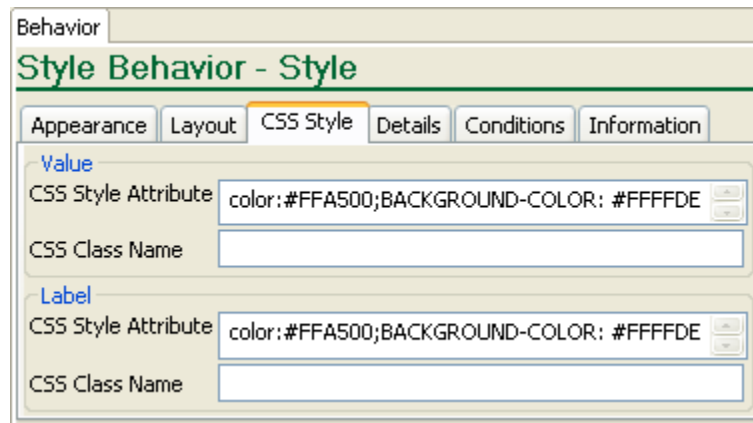 Behavior
Style Behavior - Style
Appearance Layout CSS Style Details Conditions Information
Value
CSS Style Attribute color:#FFA500;BACKGROUND-COLOR: #FFFFDE
CSS Class Name
Label
CSS Style Attribute color:#FFA500;BACKGROUND-COLOR: #FFFFDE
CSS Class Name